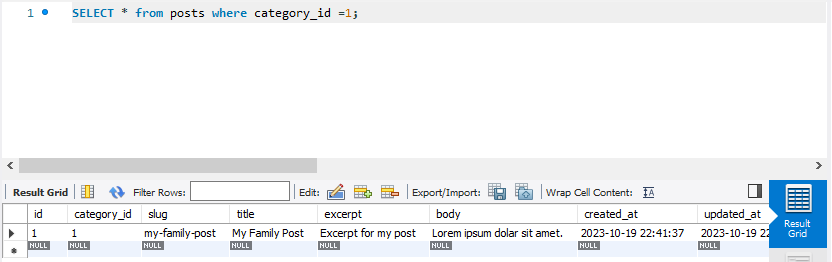 1 SELECT * from posts where category_id =1;
Result Grid Filter Rows: Edit: Export/Import: Wrap Cell Content: IA
id category_id slug title excerpt body created_at updated_at
1 1 my-family-post My Family Post Excerpt for my post Lorem ipsum dolar sit amet. 2023-10-19 22:41:37 2023-10-19 22
NULL NULL NULL NULL NULL NULL NULL NULL
Result
Grid